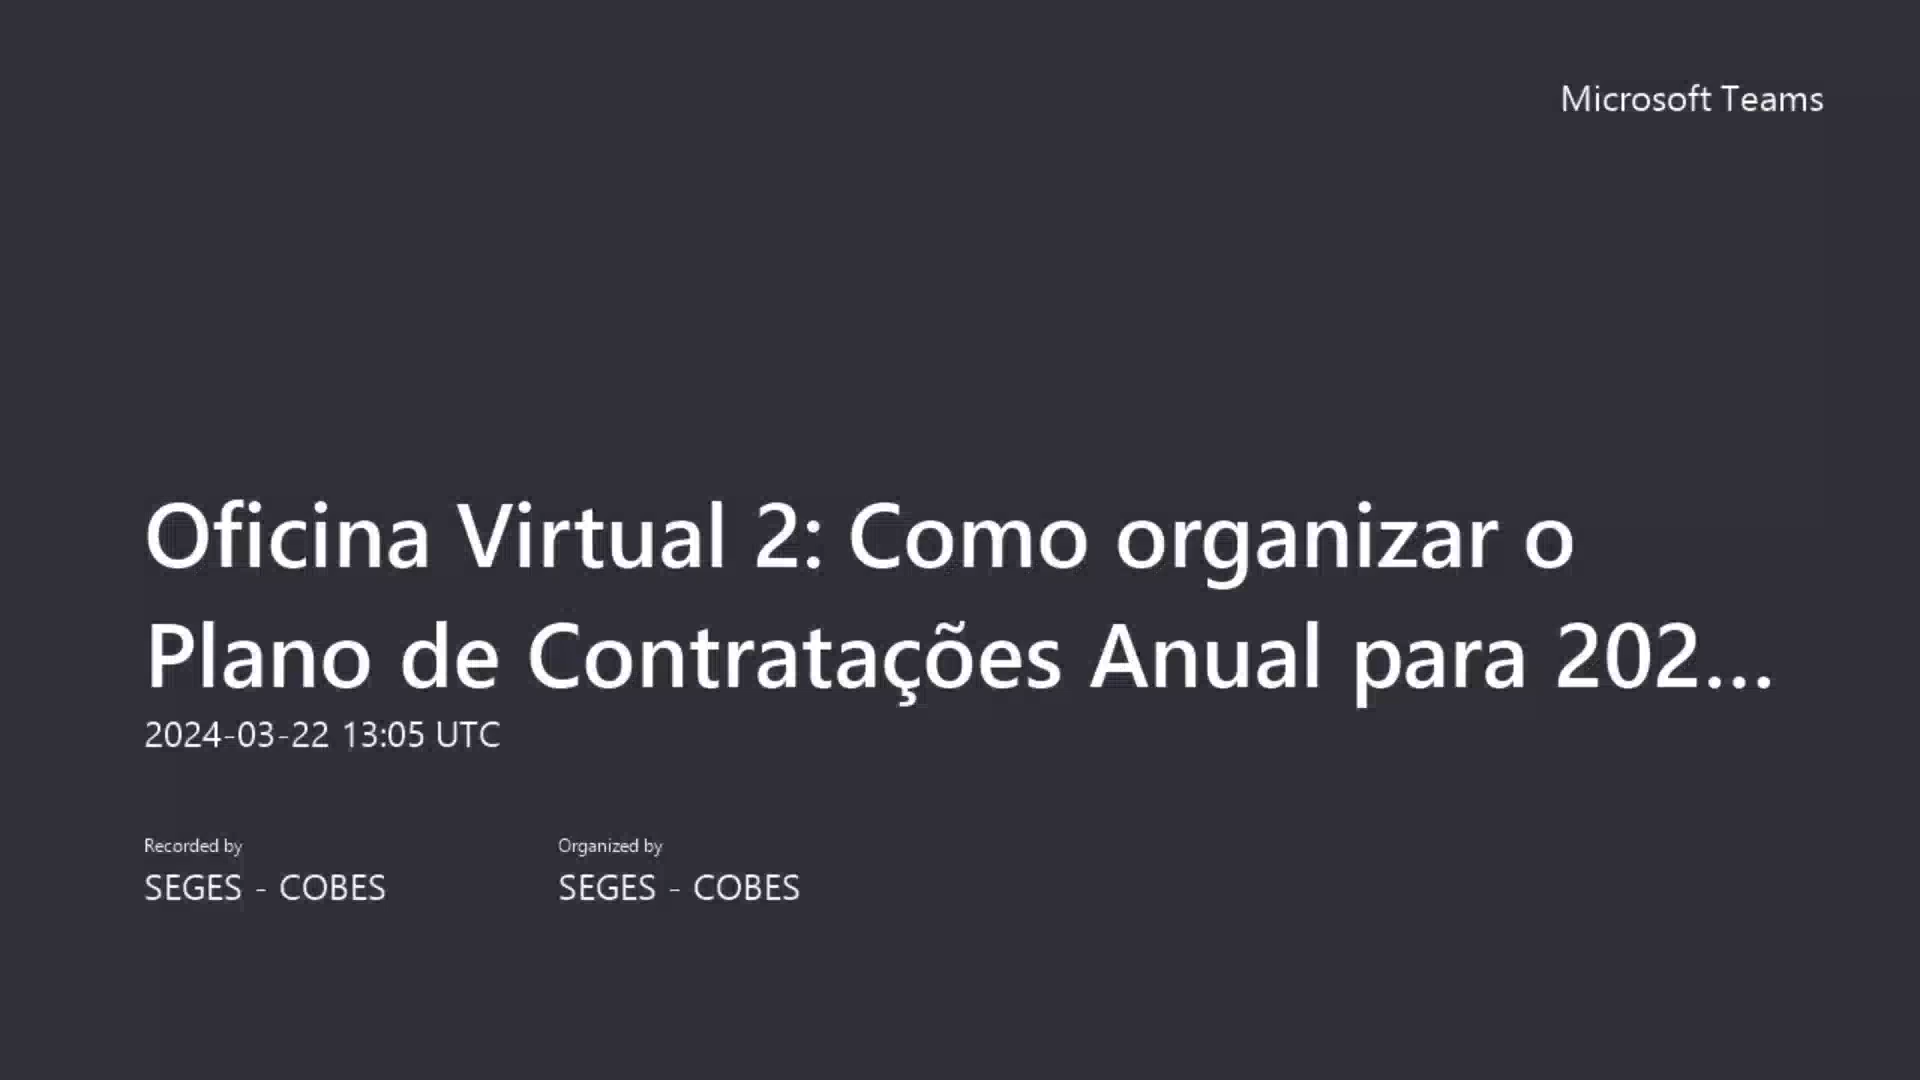 Microsoft Teams
Oficina Virtual 2: Como organizar o
Plano de Contratações Anual para 202...
2024-03-22 13:05 UTC
Recorded by
SEGES - COBES
Organized by
SEGES - COBES